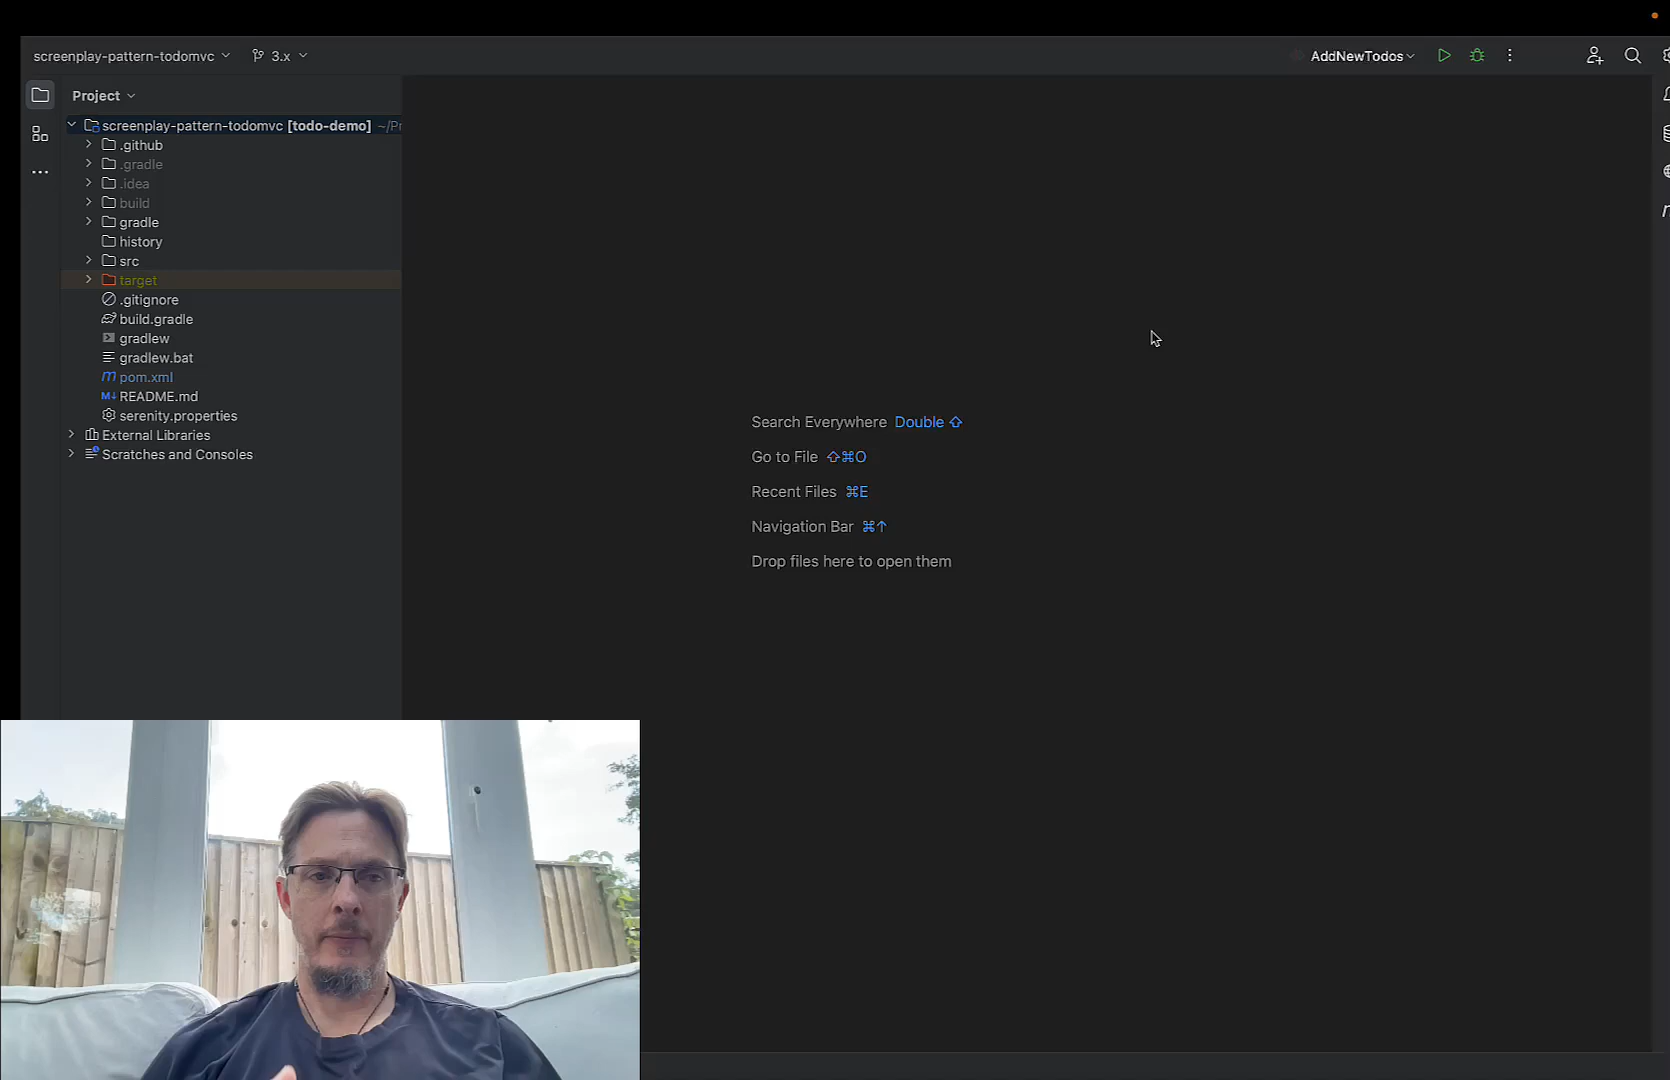 screenplay-pattern-todomvc
3.x
AddNewTodos
Project
screenplay-pattern-todomvc [todo-demo] ~/Pr
.github
.gradle
.idea
build
gradle
history
src
target
.gitignore
build.gradle
gradlew
gradlew.bat
pom.xml
README.md
serenity.properties
External Libraries
Scratches and Consoles
Search Everywhere Double ⇧
Go to File ⇧⌘O
Recent Files ⌘E
Navigation Bar ⌘↑
Drop files here to open them